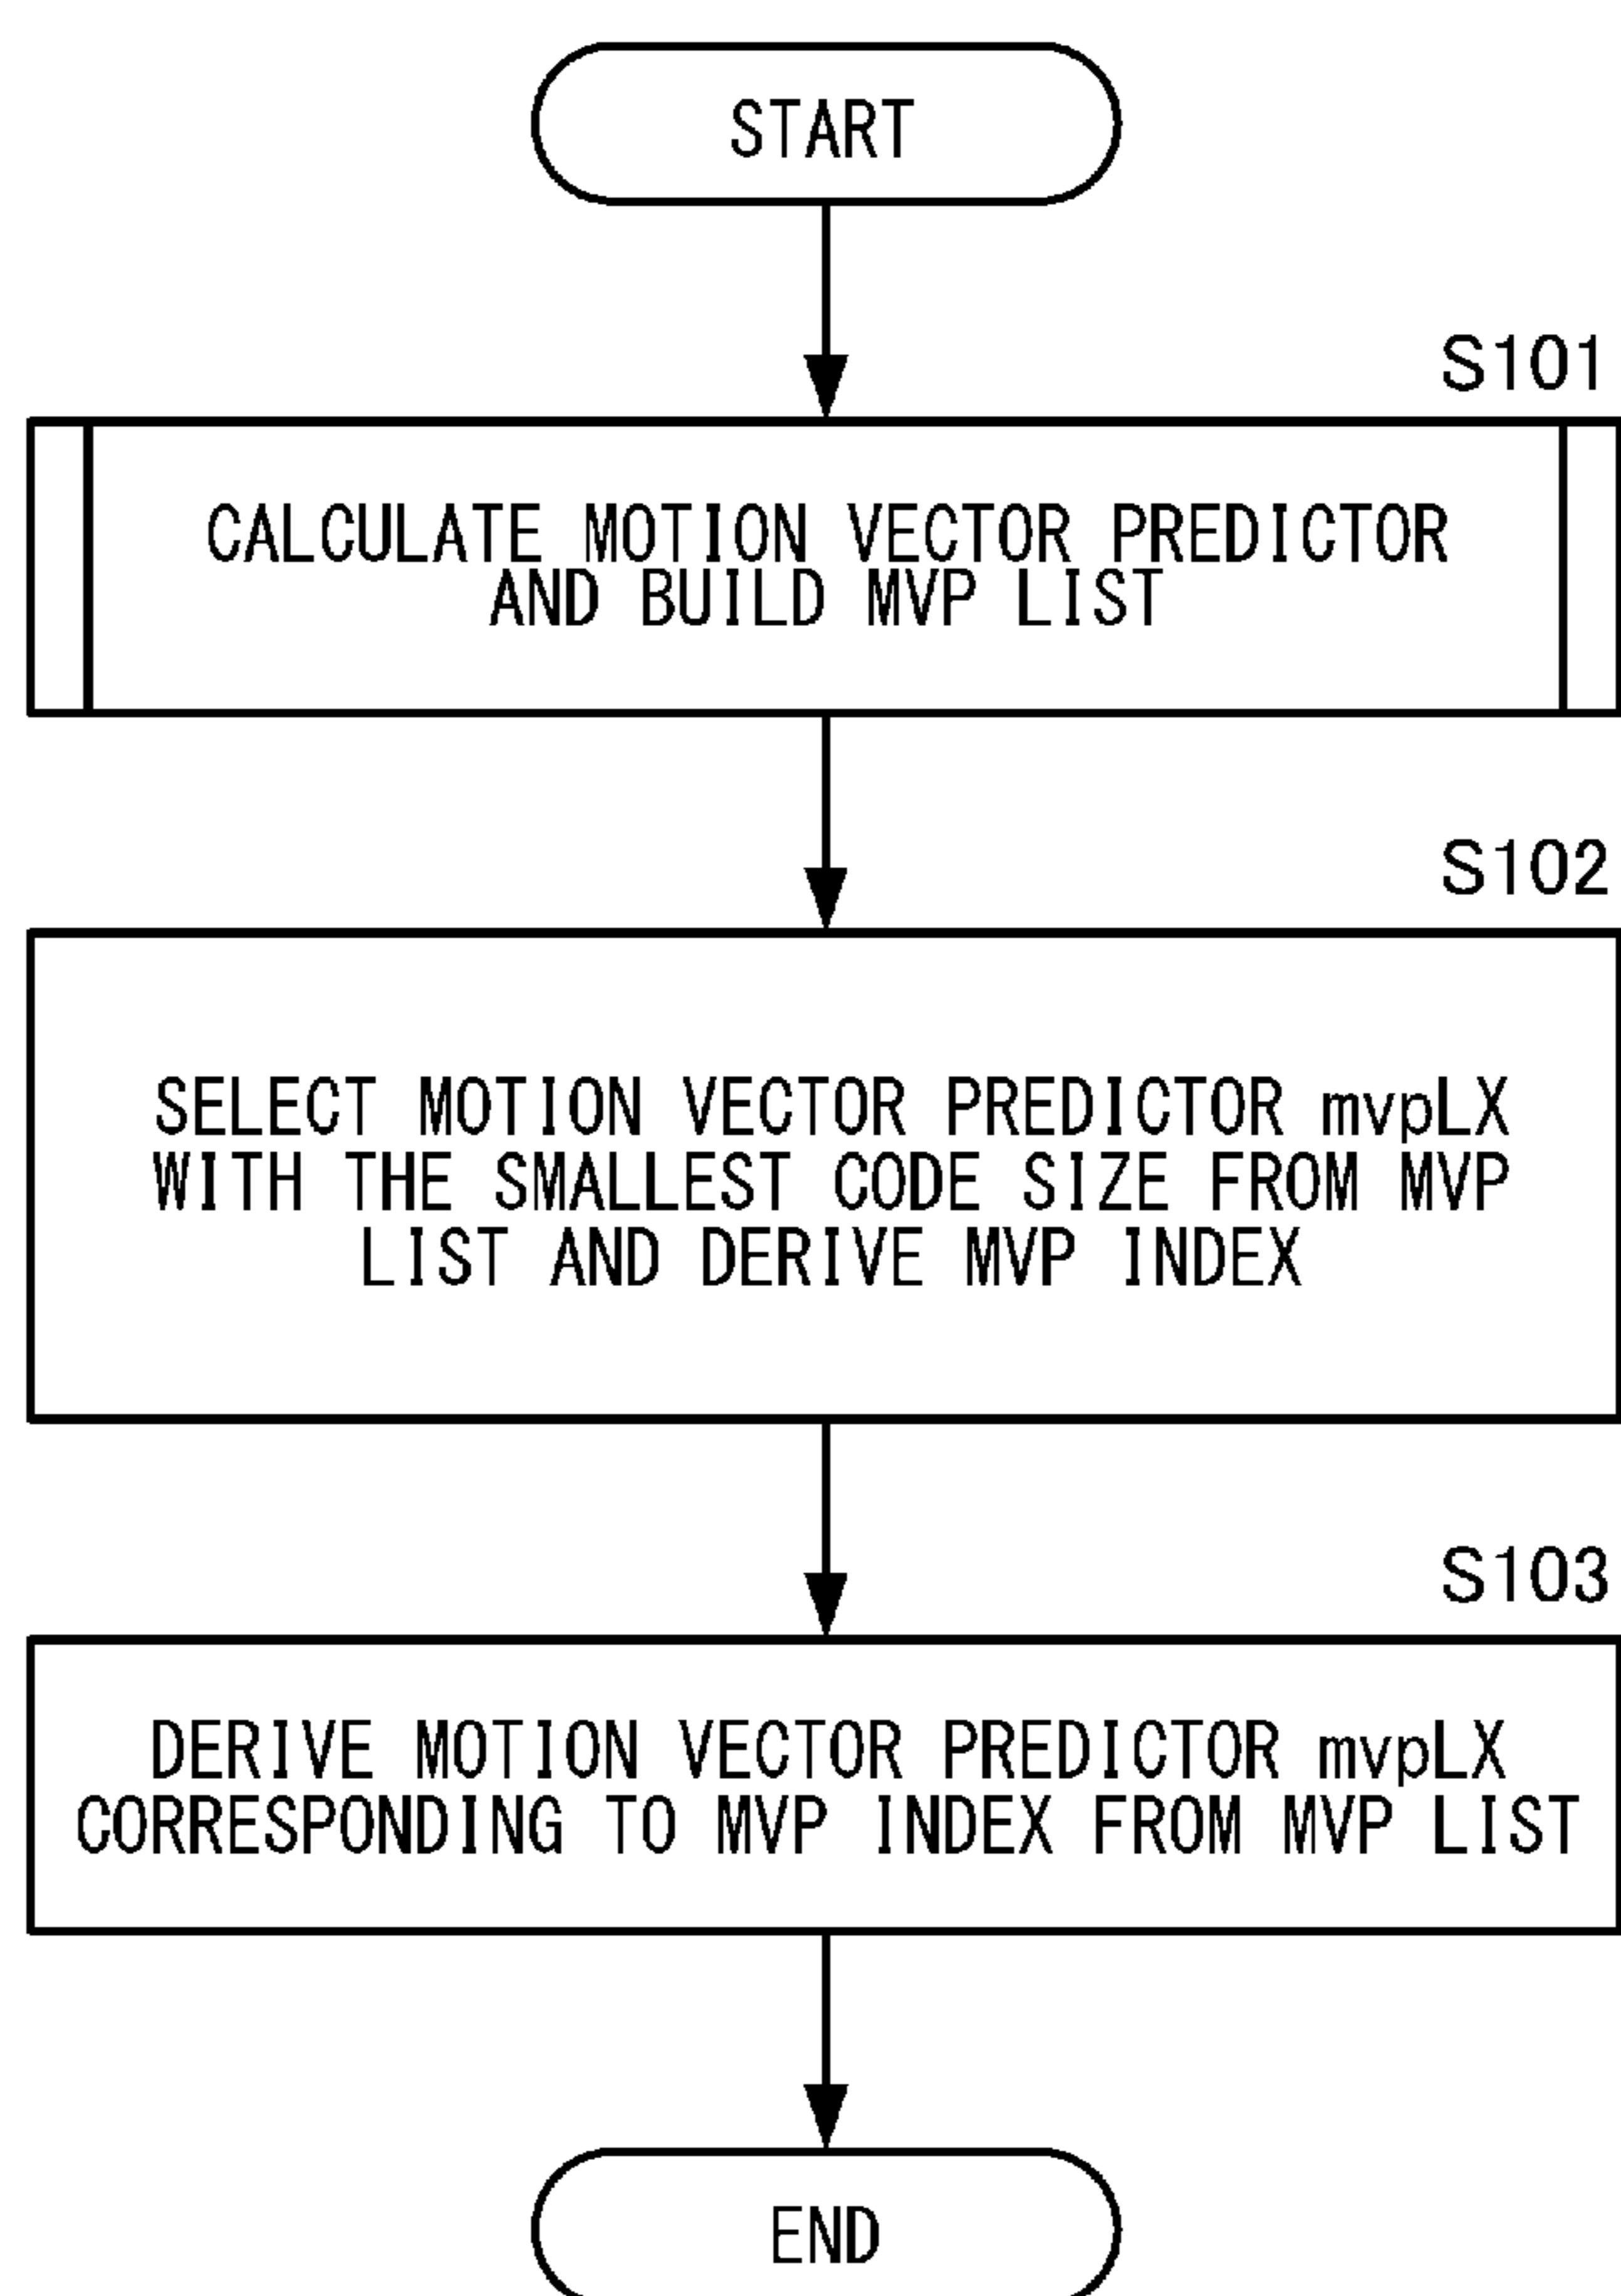 START
S101
CALCULATE MOTION VECTOR PREDICTOR
AND BUILD MVP LIST
S102
SELECT MOTION VECTOR PREDICTOR mvpLX
WITH THE SMALLEST CODE SIZE FROM MVP
LIST AND DERIVE MVP INDEX
S103
DERIVE MOTION VECTOR PREDICTOR mvpLX
CORRESPONDING TO MVP INDEX FROM MVP LIST
END